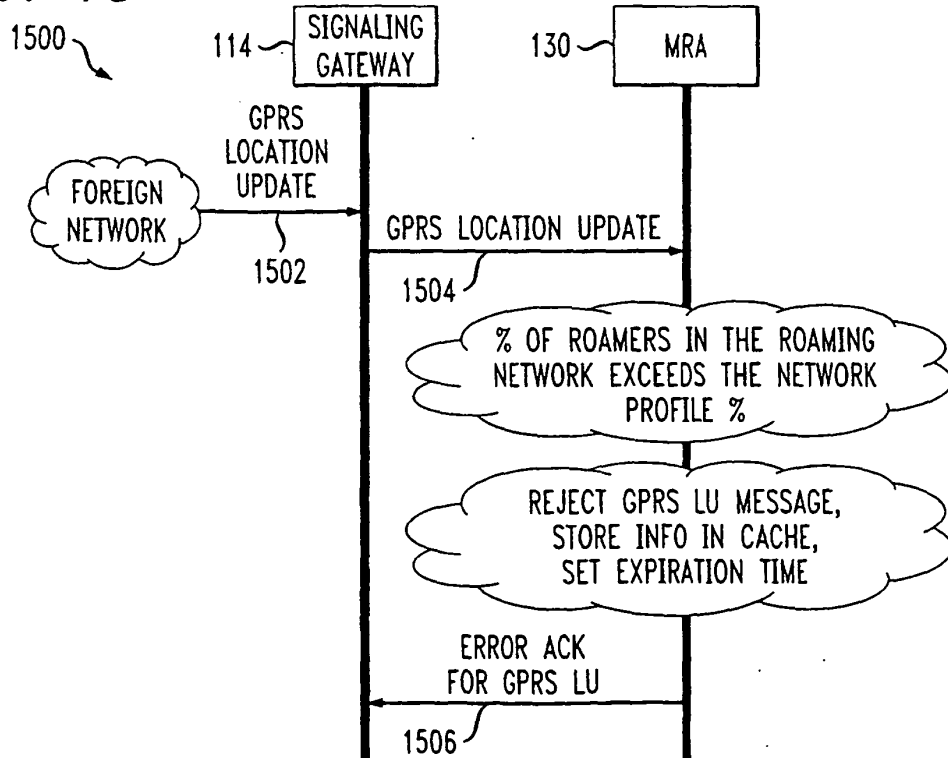 1500
114
SIGNALING
GATEWAY
130
MRA
GPRS
LOCATION
UPDATE
FOREIGN
NETWORK
1502
GPRS LOCATION UPDATE
1504
% OF ROAMERS IN THE ROAMING
NETWORK EXCEEDS THE NETWORK
PROFILE %
REJECT GPRS LU MESSAGE,
STORE INFO IN CACHE,
SET EXPIRATION TIME
ERROR ACK
FOR GPRS LU
1506